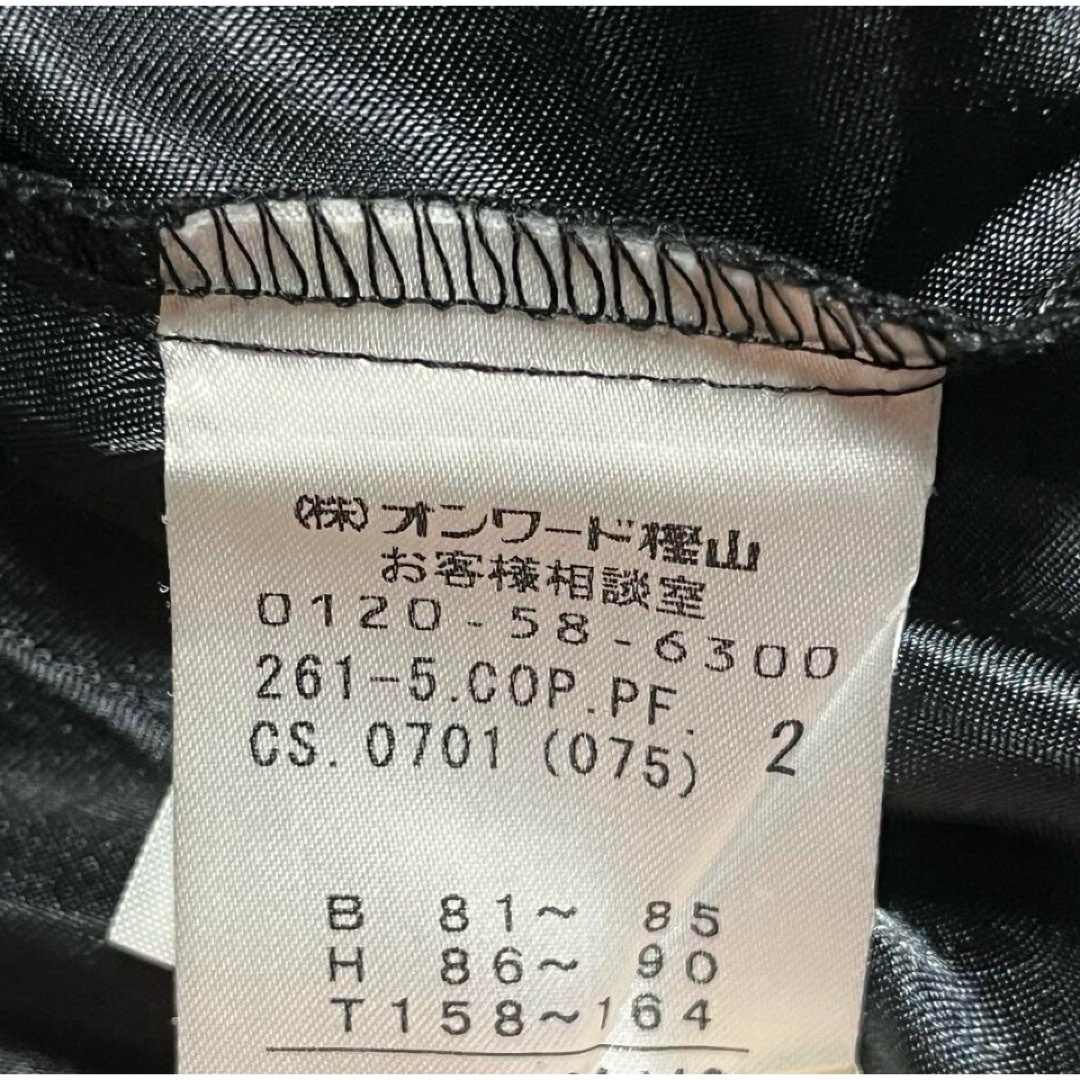 (株)オンワード樫山
お客様相談室
0120-58-6300
261-5.COP.PF.
CS.0701(075) 2
B 81~ 85
H 86~ 90
T158~164